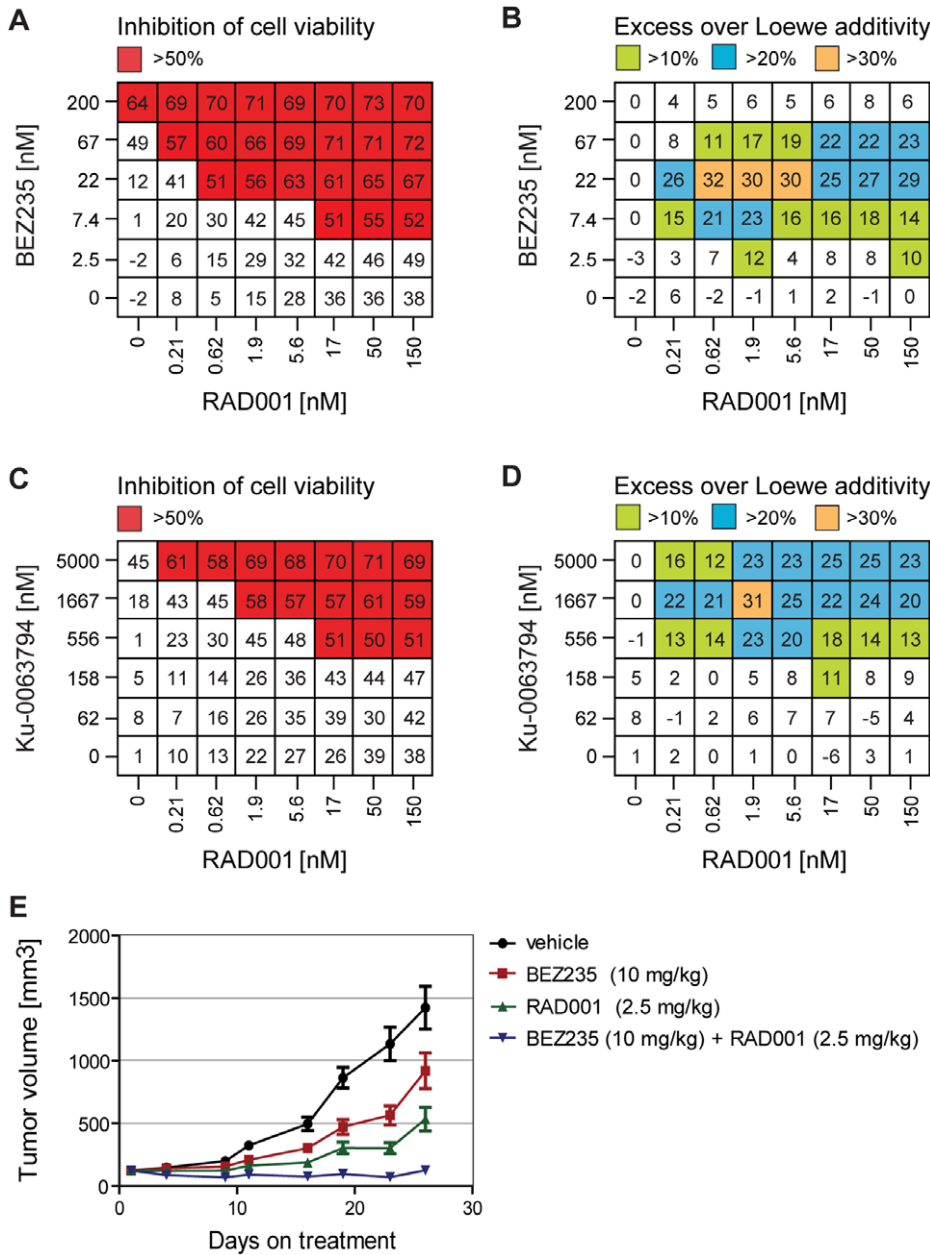 A
Inhibition of cell viability
>50%
BEZ235 [nM]
200 64 69 70 71 69 70 73 70
67 49 57 60 66 69 71 71 72
22 12 41 51 56 63 61 65 67
7.4 1 20 30 42 45 51 55 52
2.5 -2 6 15 29 32 42 46 49
0 -2 8 5 15 28 36 36 38
0 0.21 0.62 1.9 5.6 17 50 150
RAD001 [nM]
B
Excess over Loewe additivity
>10% >20% >30%
BEZ235 [nM]
200 0 4 5 6 5 6 8 6
67 0 8 11 17 19 22 22 23
22 0 26 32 30 30 25 27 29
7.4 0 15 21 23 16 16 18 14
2.5 -3 3 7 12 4 8 8 10
0 -2 6 -2 -1 1 2 -1 0
0 0.21 0.62 1.9 5.6 17 50 150
RAD001 [nM]
C
Inhibition of cell viability
>50%
Ku-0063794 [nM]
5000 45 61 58 69 68 70 71 69
1667 18 43 45 58 57 57 61 59
556 1 23 30 45 48 51 50 51
158 5 11 14 26 36 43 44 47
62 8 7 16 26 35 39 30 42
0 1 10 13 22 27 26 39 38
0 0.21 0.62 1.9 5.6 17 50 150
RAD001 [nM]
D
Excess over Loewe additivity
>10% >20% >30%
Ku-0063794 [nM]
5000 0 16 12 23 23 25 25 23
1667 0 22 21 31 25 22 24 20
556 -1 13 14 23 20 18 14 13
158 5 2 0 5 8 11 8 9
62 8 -1 2 6 7 7 -5 4
0 1 2 0 1 0 -6 3 1
0 0.21 0.62 1.9 5.6 17 50 150
RAD001 [nM]
E
Tumor volume [mm3]
2000
1500
1000
500
0
0 10 20 30
Days on treatment
vehicle
BEZ235 (10 mg/kg)
RAD001 (2.5 mg/kg)
BEZ235 (10 mg/kg) + RAD001 (2.5 mg/kg)